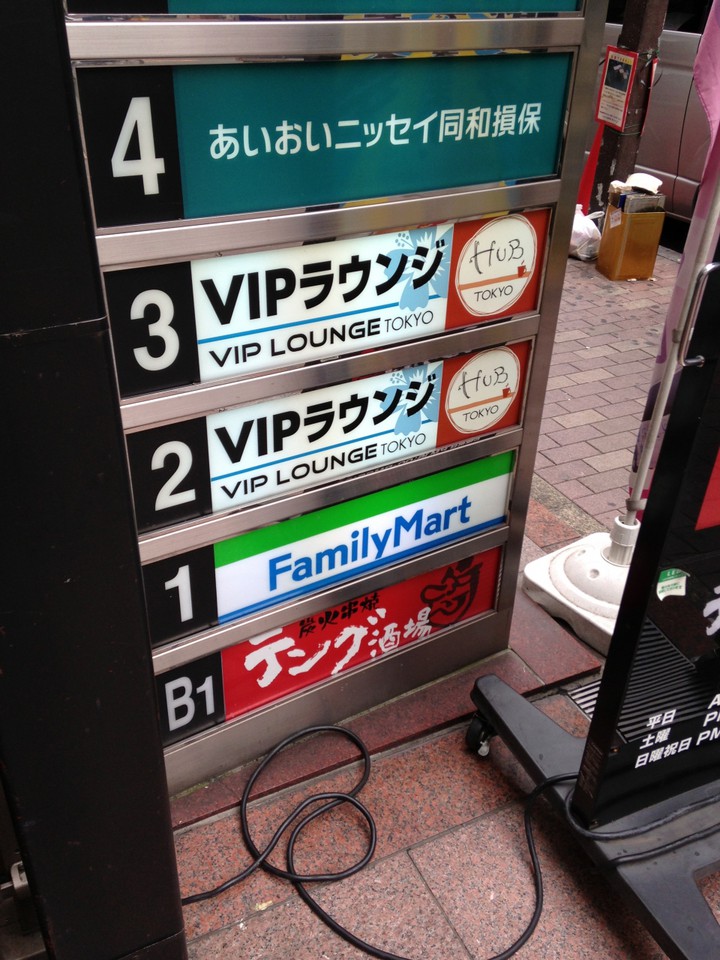 4
あいおいニッセイ同和損保
3
VIPラウンジ
VIP LOUNGE TOKYO
HUB
TOKYO
2
VIPラウンジ
VIP LOUNGE TOKYO
HUB
TOKYO
1
FamilyMart
B1
炭火串焼
テング酒場
平日 A
土曜 P
日曜祝日 PM